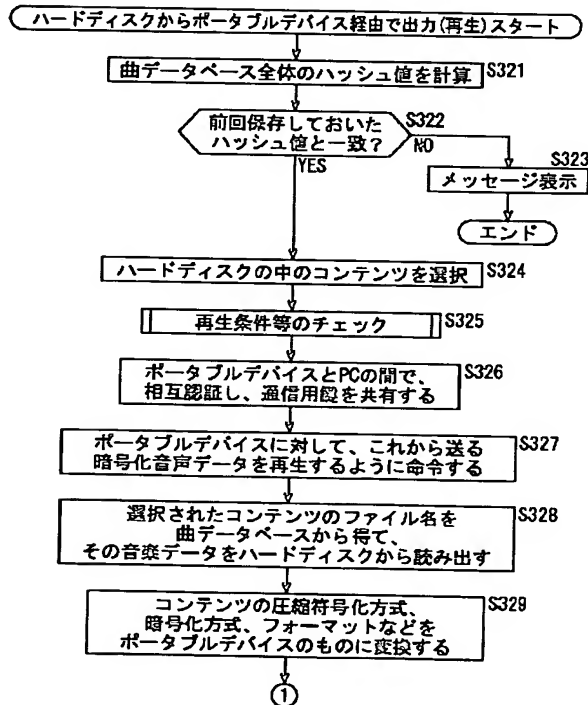 ハードディスクからポータブルデバイス経由で出力(再生)スタート
曲データベース全体のハッシュ値を計算
S321
前回保存しておいた
ハッシュ値と一致?
S322
NO
YES
S323
メッセージ表示
エンド
ハードディスクの中のコンテンツを選択
S324
再生条件等のチェック
S325
ポータブルデバイスとPCの間で、
相互認証し、通信用鍵を共有する
S326
ポータブルデバイスに対して、これから送る
暗号化音声データを再生するように命令する
S327
選択されたコンテンツのファイル名を
曲データベースから得て、
その音楽データをハードディスクから読み出す
S328
コンテンツの圧縮符号化方式、
暗号化方式、フォーマットなどを
ポータブルデバイスのものに変換する
S329
1